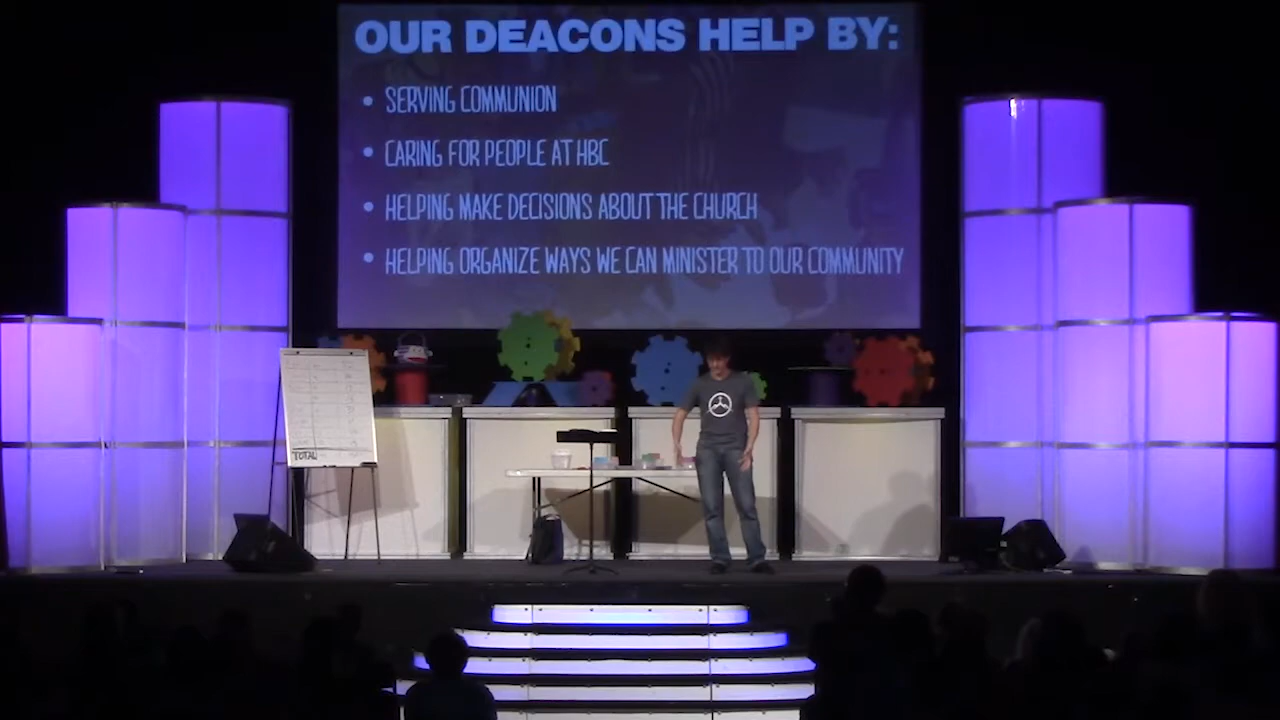 OUR DEACONS HELP BY:
• SERVING COMMUNION
• CARING FOR PEOPLE AT HBC
• HELPING MAKE DECISIONS ABOUT THE CHURCH
• HELPING ORGANIZE WAYS WE CAN MINISTER TO OUR COMMUNITY
TOTAL